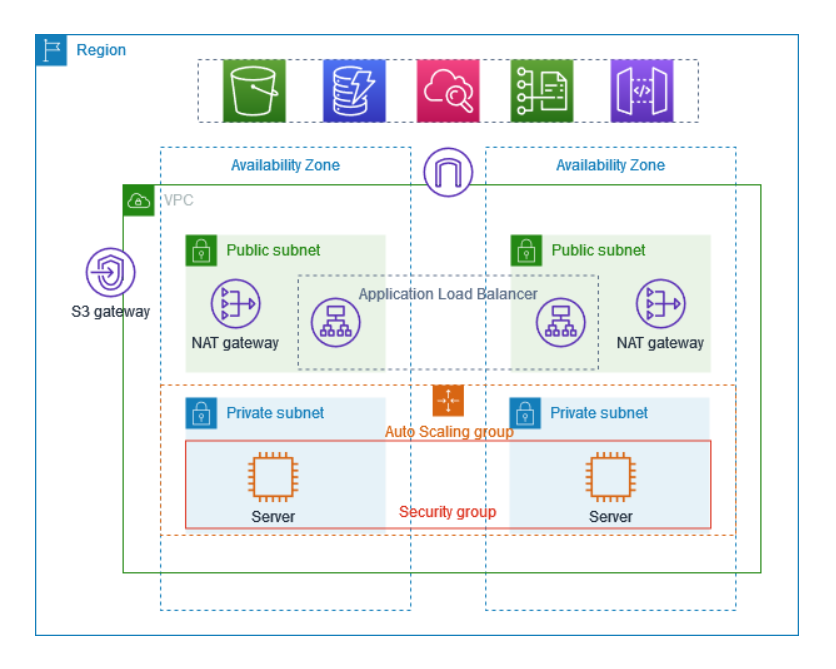 Region
Availability Zone
Availability Zone
VPC
Public subnet
Public subnet
Application Load Balancer
S3 gateway
NAT gateway
NAT gateway
Private subnet
Private subnet
Auto Scaling group
Security group
Server
Server